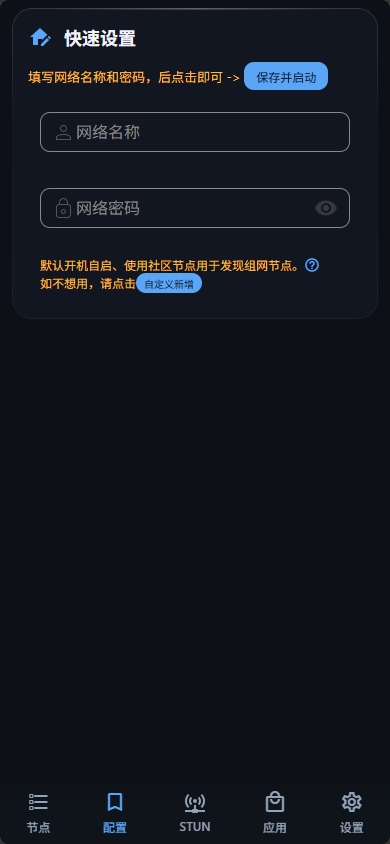 快速设置
填写网络名称和密码，后点击即可 -> 保存并启动
网络名称
网络密码
默认开机自启、使用社区节点用于发现组网节点。
如不想用，请点击 自定义新增
节点 配置 STUN 应用 设置